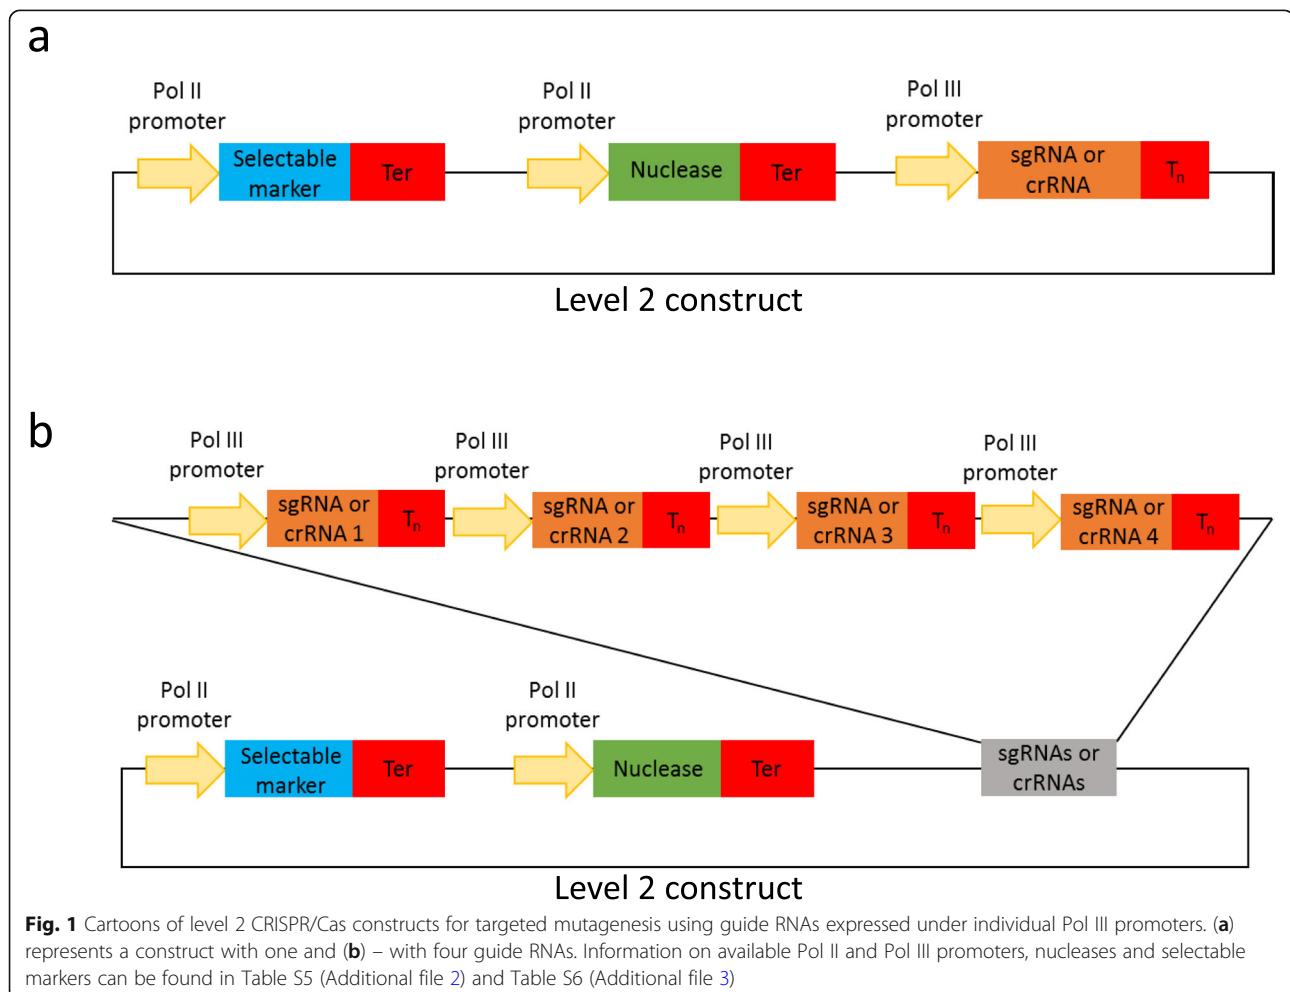 a
Pol II
promoter
Pol II
promoter
Pol III
promoter
Selectable
marker
Ter
Nuclease
Ter
sgRNA or
crRNA
Tn
Level 2 construct
b
Pol III
promoter
Pol III
promoter
Pol III
promoter
Pol III
promoter
sgRNA or
crRNA 1
Tn
sgRNA or
crRNA 2
Tn
sgRNA or
crRNA 3
Tn
sgRNA or
crRNA 4
Tn
Pol II
promoter
Pol II
promoter
Selectable
marker
Ter
Nuclease
Ter
sgRNAs or
crRNAs
Level 2 construct
Fig. 1 Cartoons of level 2 CRISPR/Cas constructs for targeted mutagenesis using guide RNAs expressed under individual Pol III promoters. (a)
represents a construct with one and (b) – with four guide RNAs. Information on available Pol II and Pol III promoters, nucleases and selectable
markers can be found in Table S5 (Additional file 2) and Table S6 (Additional file 3)